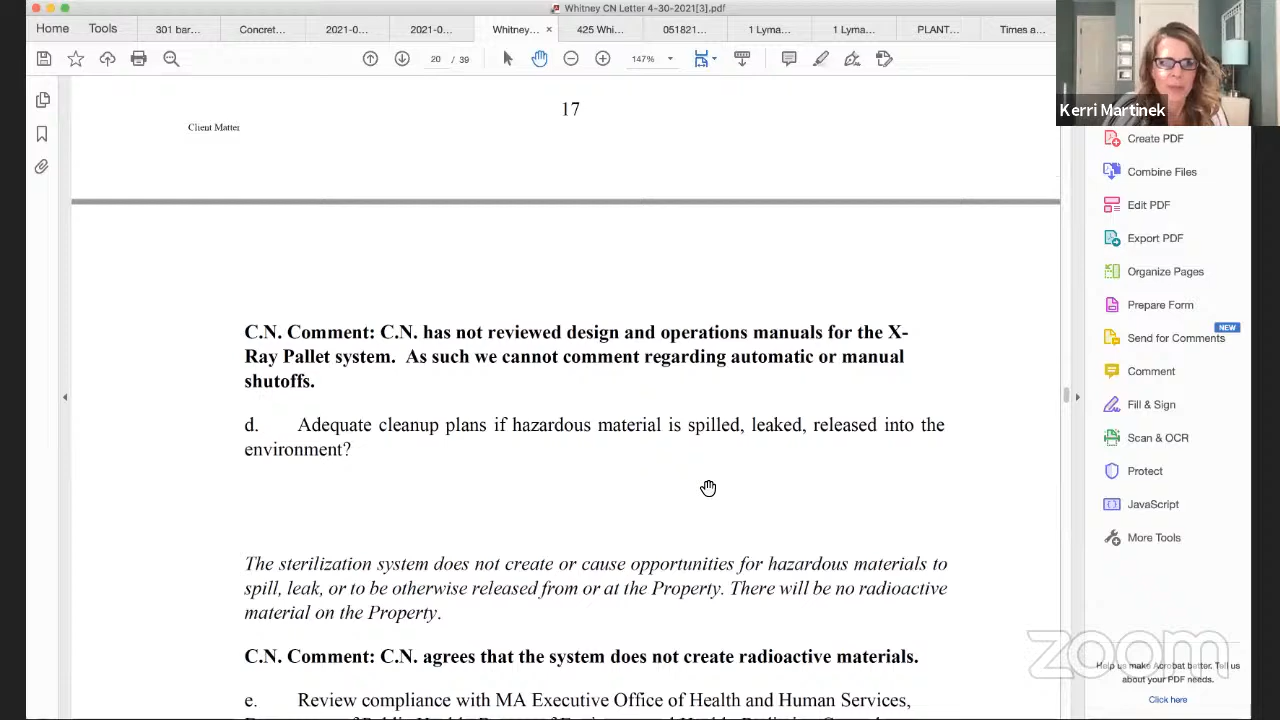 Whitney CN Letter 4-30-2021[3].pdf
Home Tools 301 bar... Concret... 2021-0... 2021-0... Whitney... × 425 Whi... 051821... 1 Lyma... 1 Lyma... PLANT... Times a...
20 / 39 147%
Kerri Martinek
17
Client Matter
C.N. Comment: C.N. has not reviewed design and operations manuals for the X-
Ray Pallet system. As such we cannot comment regarding automatic or manual
shutoffs.
d. Adequate cleanup plans if hazardous material is spilled, leaked, released into the
environment?
The sterilization system does not create or cause opportunities for hazardous materials to
spill, leak, or to be otherwise released from or at the Property. There will be no radioactive
material on the Property.
C.N. Comment: C.N. agrees that the system does not create radioactive materials.
e. Review compliance with MA Executive Office of Health and Human Services,
Create PDF
Combine Files
Edit PDF
Export PDF
Organize Pages
Prepare Form
NEW
Send for Comments
Comment
Fill & Sign
Scan & OCR
Protect
JavaScript
More Tools
zoom
Help us make Acrobat better. Tell us
about your PDF needs.
Click here